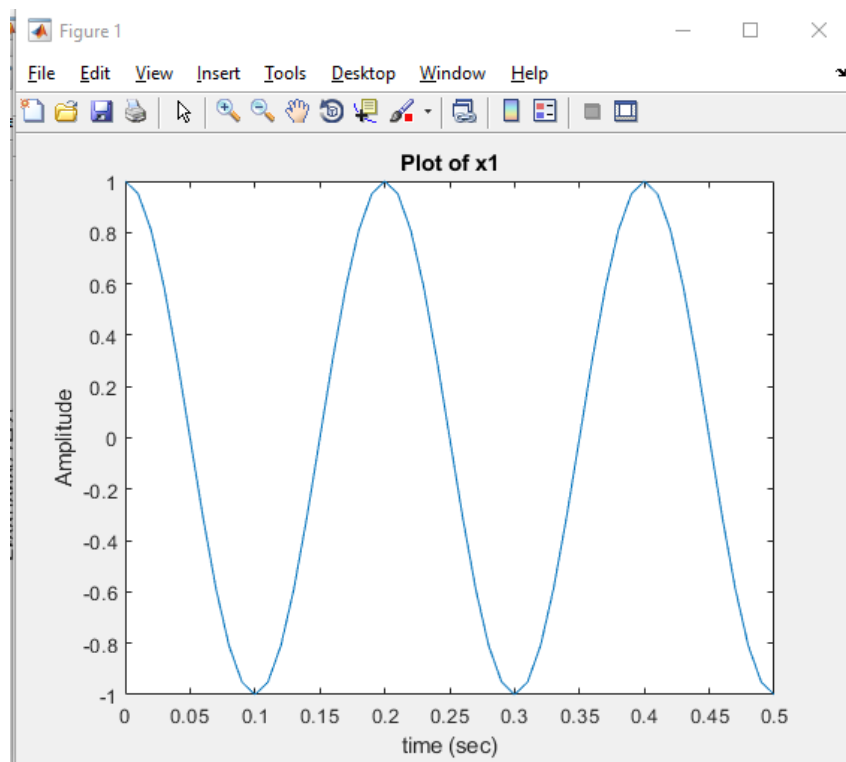 Figure 1
File Edit View Insert Tools Desktop Window Help
Plot of x1
1
0.8
0.6
0.4
0.2
0
-0.2
-0.4
-0.6
-0.8
-1
Amplitude
0 0.05 0.1 0.15 0.2 0.25 0.3 0.35 0.4 0.45 0.5
time (sec)